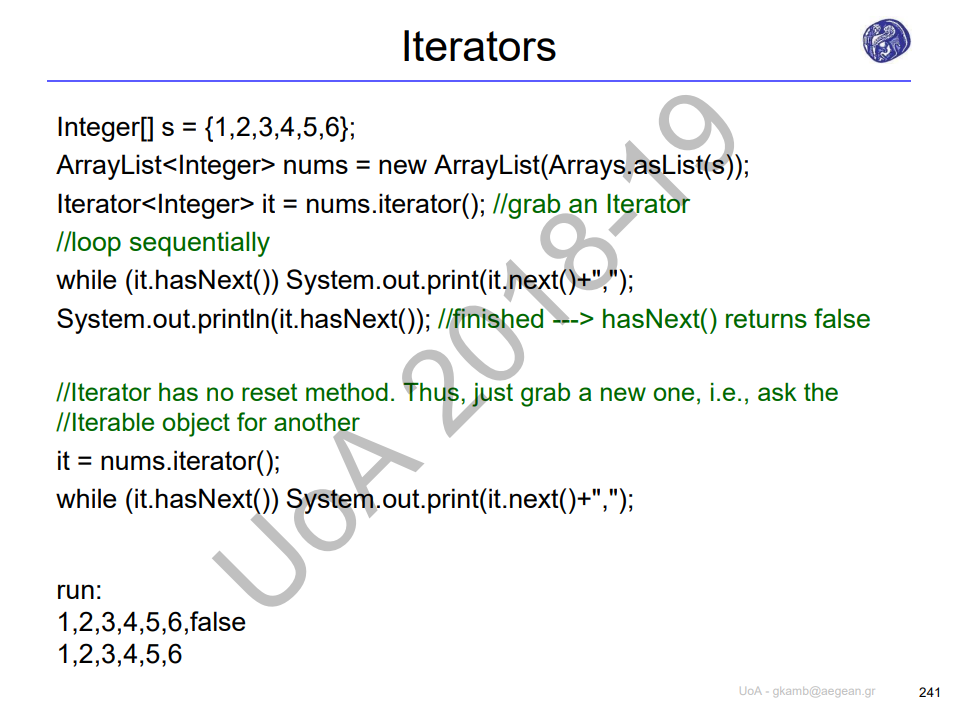 Iterators
Integer[] s = {1,2,3,4,5,6};
ArrayList<Integer> nums = new ArrayList(Arrays.asList(s));
Iterator<Integer> it = nums.iterator(); //grab an Iterator
//loop sequentially
while (it.hasNext()) System.out.print(it.next()+",");
System.out.println(it.hasNext()); //finished ---> hasNext() returns false
//Iterator has no reset method. Thus, just grab a new one, i.e., ask the
//Iterable object for another
it = nums.iterator();
while (it.hasNext()) System.out.print(it.next()+",");
UoA 2018-19
run:
1,2,3,4,5,6,false
1,2,3,4,5,6
UoA - gkamb@aegean.gr
241